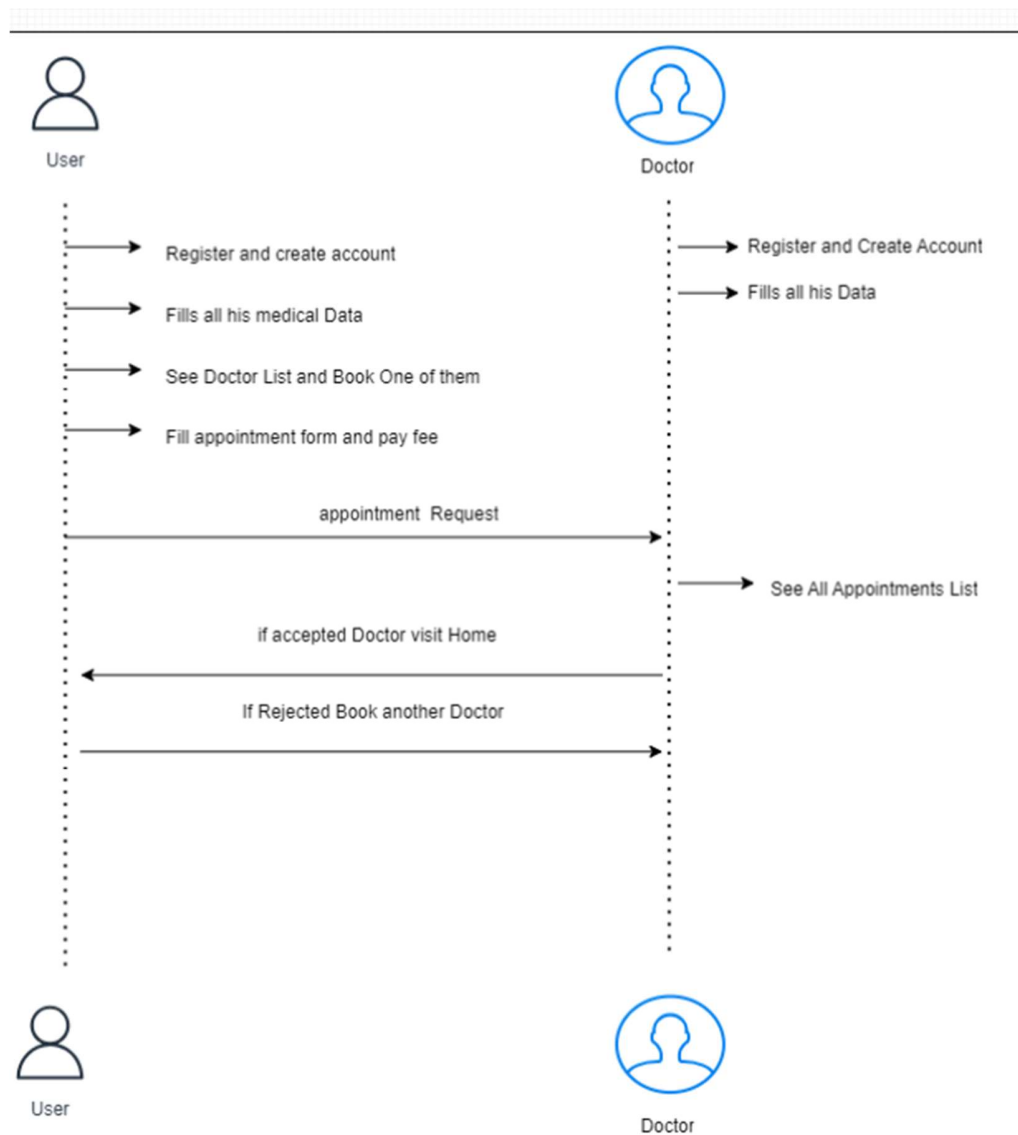 User
Doctor
Register and create account
Register and Create Account
Fills all his Data
Fills all his medical Data
See Doctor List and Book One of them
Fill appointment form and pay fee
appointment Request
See All Appointments List
if accepted Doctor visit Home
If Rejected Book another Doctor
User
Doctor